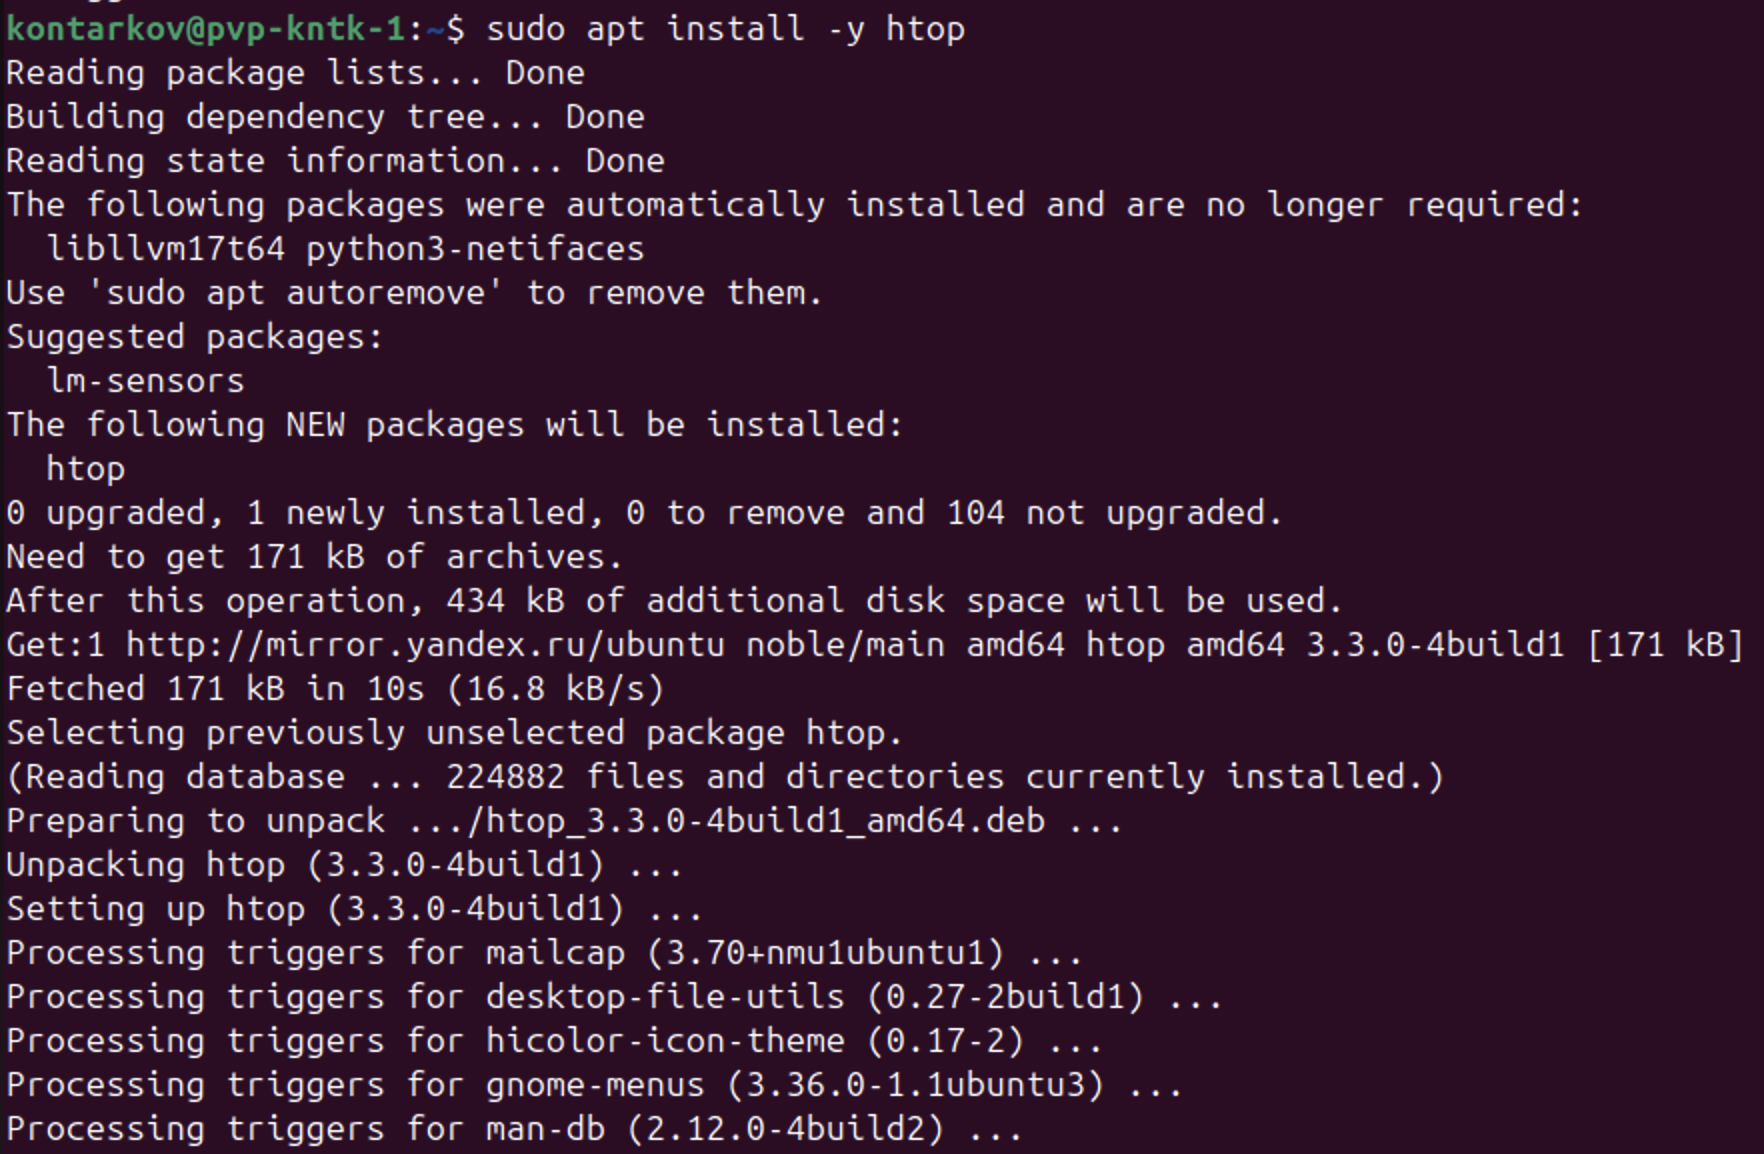 kontarkov@pvp-kntk-1:~$ sudo apt install -y htop
Reading package lists... Done
Building dependency tree... Done
Reading state information... Done
The following packages were automatically installed and are no longer required:
  libllvm17t64 python3-netifaces
Use 'sudo apt autoremove' to remove them.
Suggested packages:
  lm-sensors
The following NEW packages will be installed:
  htop
0 upgraded, 1 newly installed, 0 to remove and 104 not upgraded.
Need to get 171 kB of archives.
After this operation, 434 kB of additional disk space will be used.
Get:1 http://mirror.yandex.ru/ubuntu noble/main amd64 htop amd64 3.3.0-4build1 [171 kB]
Fetched 171 kB in 10s (16.8 kB/s)
Selecting previously unselected package htop.
(Reading database ... 224882 files and directories currently installed.)
Preparing to unpack .../htop_3.3.0-4build1_amd64.deb ...
Unpacking htop (3.3.0-4build1) ...
Setting up htop (3.3.0-4build1) ...
Processing triggers for mailcap (3.70+nmu1ubuntu1) ...
Processing triggers for desktop-file-utils (0.27-2build1) ...
Processing triggers for hicolor-icon-theme (0.17-2) ...
Processing triggers for gnome-menus (3.36.0-1.1ubuntu3) ...
Processing triggers for man-db (2.12.0-4build2) ...